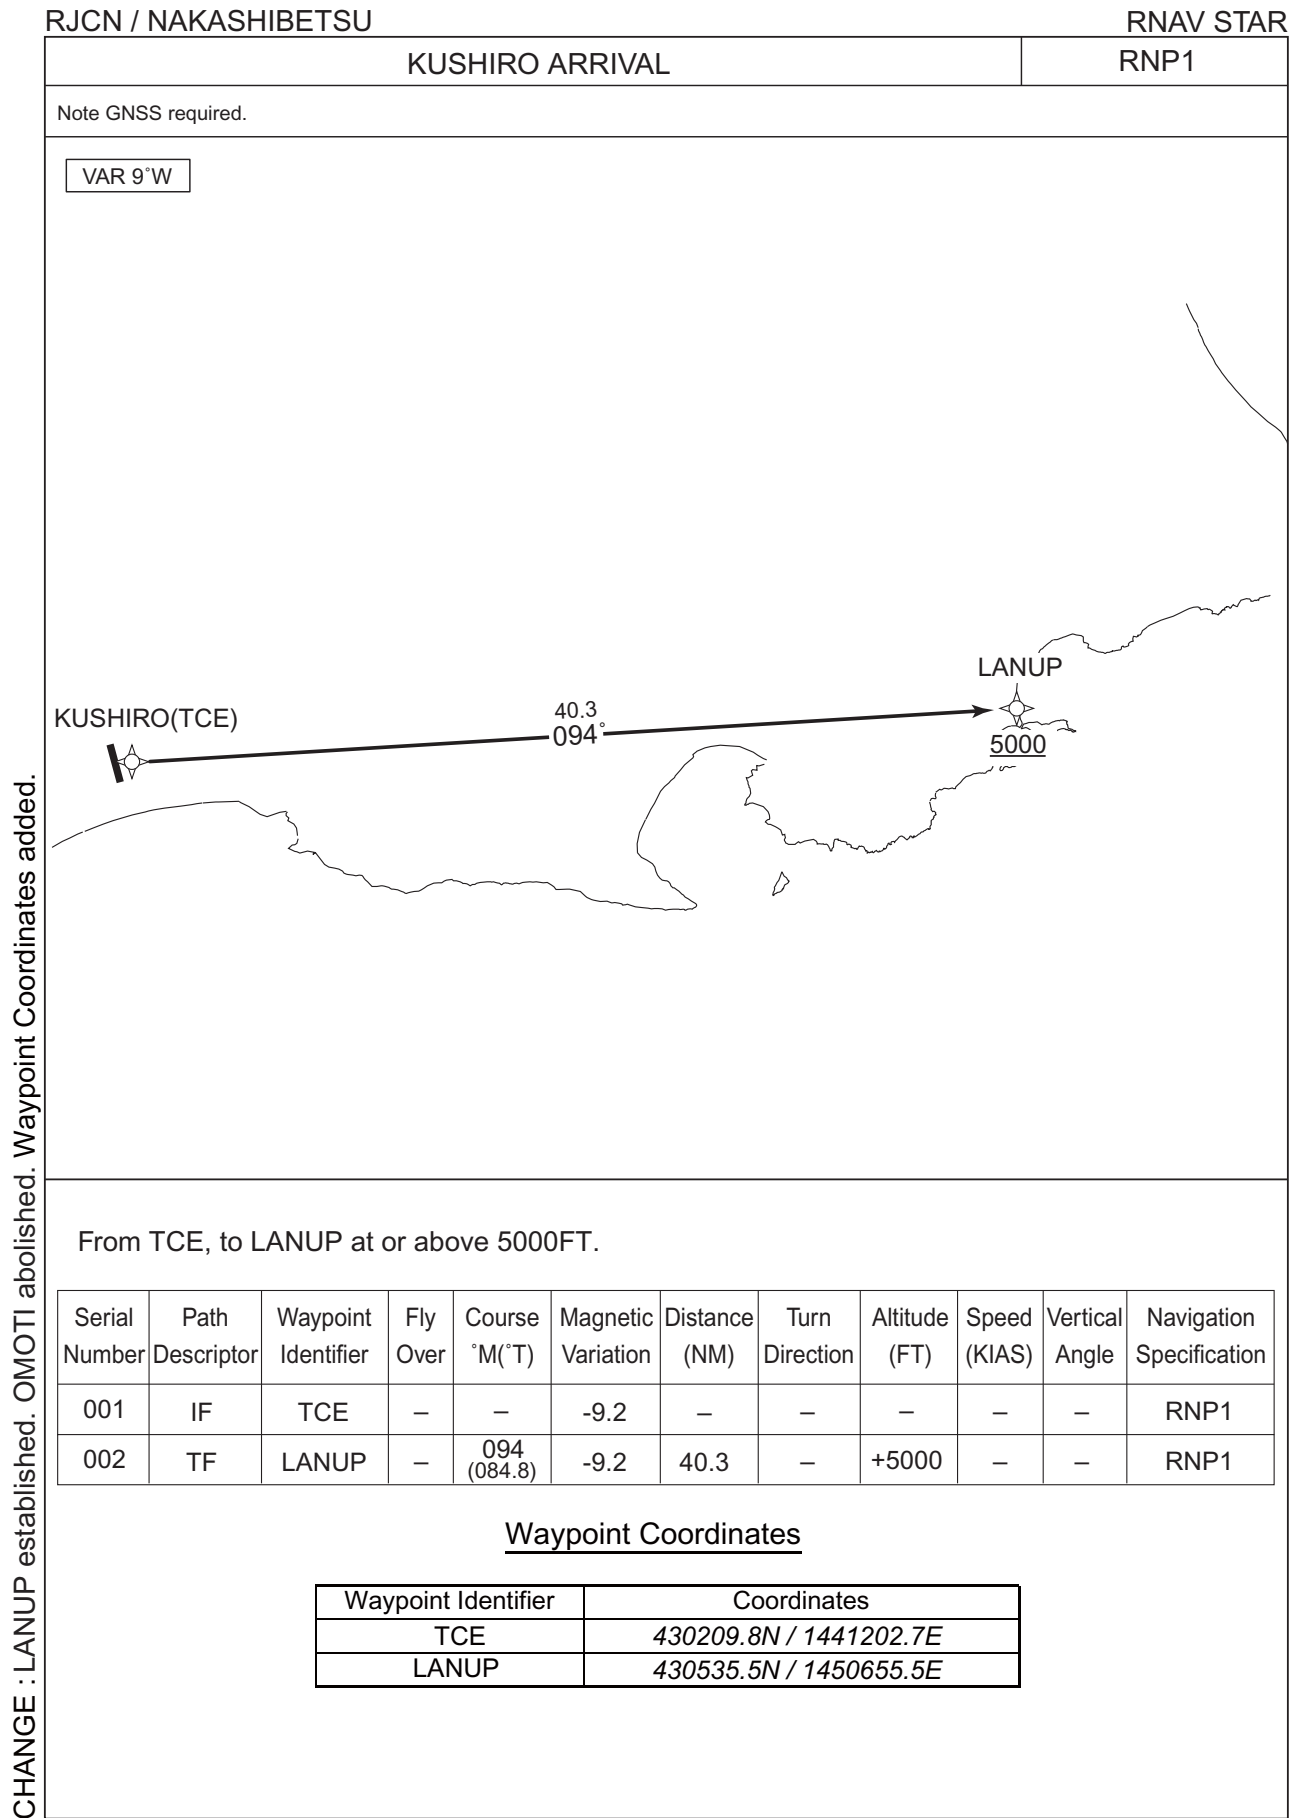 RJCN / NAKASHIBETSU RNAV STAR
KUSHIRO ARRIVAL RNP1
Note GNSS required.
VAR 9˚W
LANUP
KUSHIRO(TCE)
40.3
094˚
5000
From TCE, to LANUP at or above 5000FT.
Serial Path Waypoint Fly Course Magnetic Distance Turn Altitude Speed Vertical Navigation
Number Descriptor Identifier Over ˚M(˚T) Variation (NM) Direction (FT) (KIAS) Angle Specification
001 IF TCE – – -9.2 – – – – – RNP1
002 TF LANUP – 094 (084.8) -9.2 40.3 – +5000 – – RNP1
Waypoint Coordinates
Waypoint Identifier Coordinates
TCE 430209.8N / 1441202.7E
LANUP 430535.5N / 1450655.5E
CHANGE : LANUP established. OMOTI abolished. Waypoint Coordinates added.